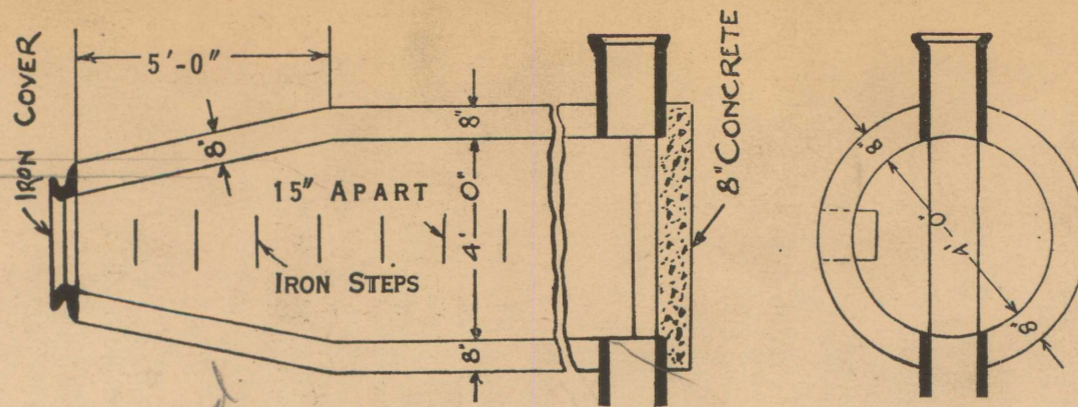 IRON COVER
5'-0"
8"
15" APART
IRON STEPS
8"
4'-0"
8"
8" CONCRETE
8"
4'-0"
8"